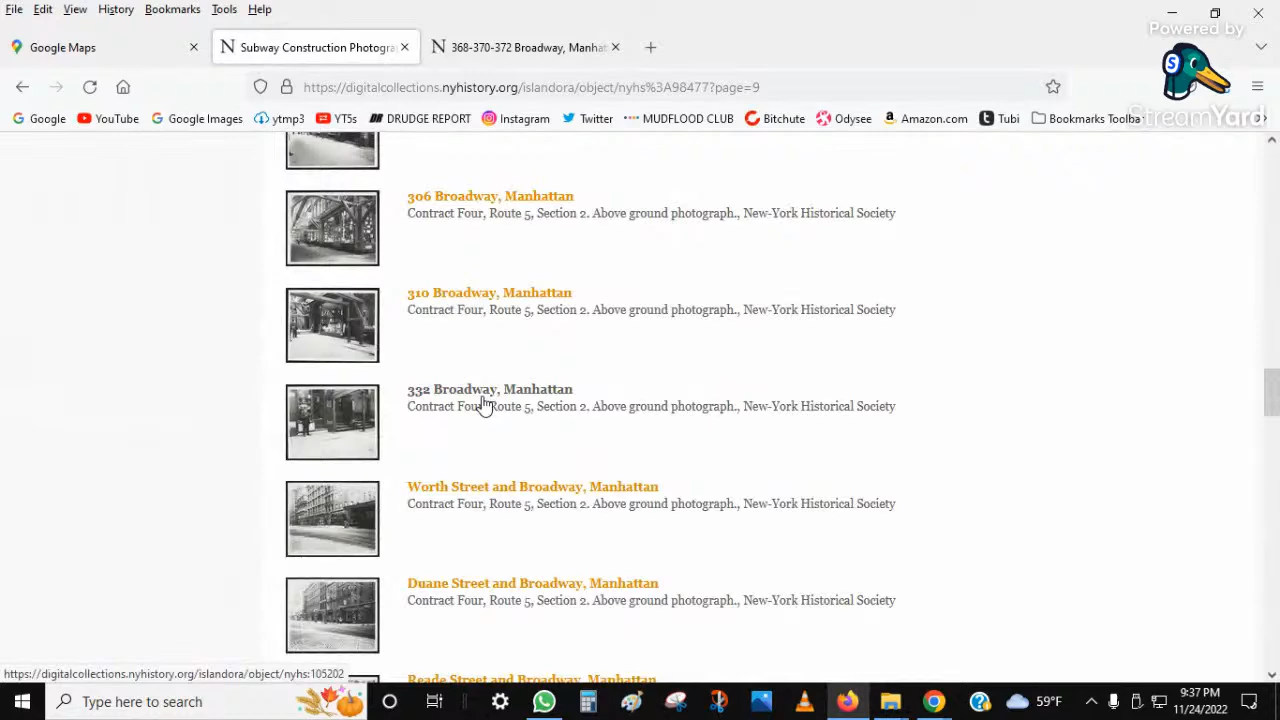 File Edit View History Bookmarks Tools Help
Powered by
Google Maps
Subway Construction Photogra
368-370-372 Broadway, Manhat
https://digitalcollections.nyhistory.org/islandora/object/nyhs%3A98477?page=9
StreamYard
Google YouTube Google Images ytmp3 YT5s DRUDGE REPORT Instagram Twitter MUDFLOOD CLUB Bitchute Odysee Amazon.com Tubi Bookmarks Toolba
306 Broadway, Manhattan
Contract Four, Route 5, Section 2. Above ground photograph., New-York Historical Society
310 Broadway, Manhattan
Contract Four, Route 5, Section 2. Above ground photograph., New-York Historical Society
332 Broadway, Manhattan
Contract Four, Route 5, Section 2. Above ground photograph., New-York Historical Society
Worth Street and Broadway, Manhattan
Contract Four, Route 5, Section 2. Above ground photograph., New-York Historical Society
Duane Street and Broadway, Manhattan
Contract Four, Route 5, Section 2. Above ground photograph., New-York Historical Society
Reade Street and Broadway, Manhattan
https://digitalcollections.nyhistory.org/islandora/object/nyhs:105202
Type here to search
59°F
9:37 PM
11/24/2022